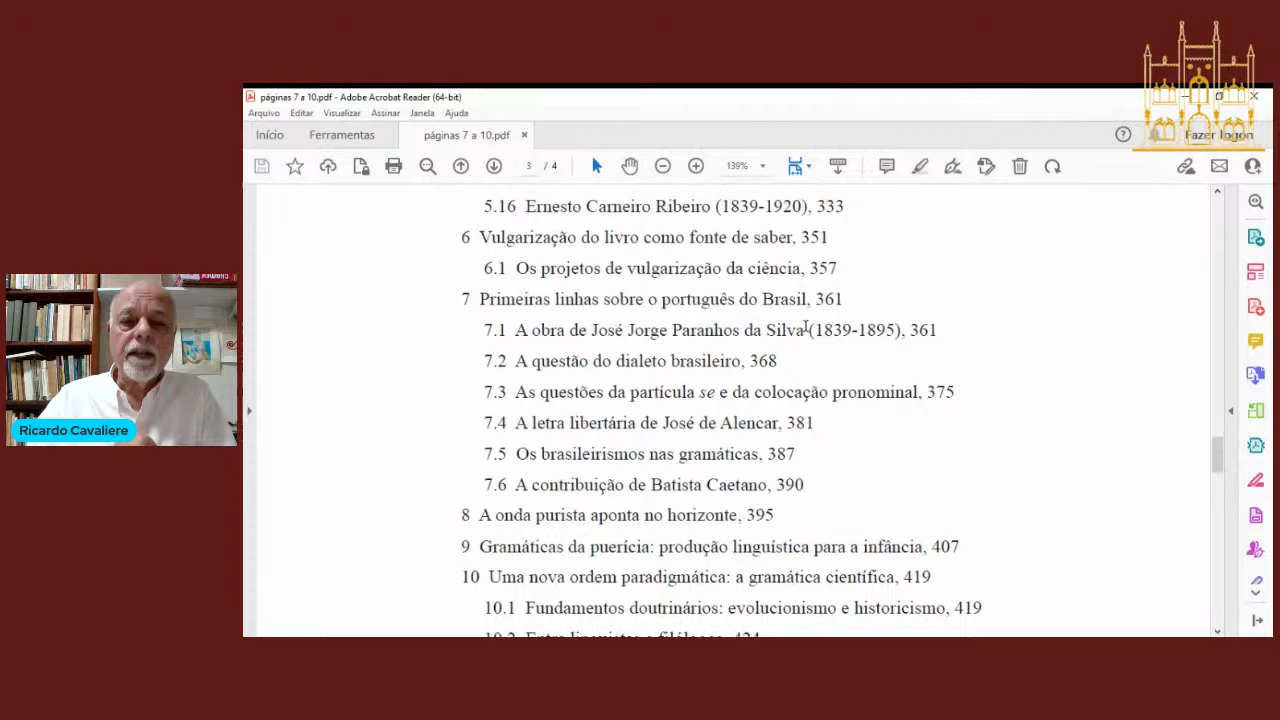 páginas 7 a 10.pdf - Adobe Acrobat Reader (64-bit)
Arquivo Editar Visualizar Assinar Janela Ajuda
Início Ferramentas páginas 7 a 10.pdf × Fazer logon
3 / 4 139%
5.16 Ernesto Carneiro Ribeiro (1839-1920), 333
6 Vulgarização do livro como fonte de saber, 351
6.1 Os projetos de vulgarização da ciência, 357
7 Primeiras linhas sobre o português do Brasil, 361
7.1 A obra de José Jorge Paranhos da Silva (1839-1895), 361
7.2 A questão do dialeto brasileiro, 368
7.3 As questões da partícula se e da colocação pronominal, 375
7.4 A letra libertária de José de Alencar, 381
7.5 Os brasileirismos nas gramáticas, 387
7.6 A contribuição de Batista Caetano, 390
8 A onda purista aponta no horizonte, 395
9 Gramáticas da puerícia: produção linguística para a infância, 407
10 Uma nova ordem paradigmática: a gramática científica, 419
10.1 Fundamentos doutrinários: evolucionismo e historicismo, 419
10.2 Entre linguistas e filólogos, 424
Ricardo Cavaliere